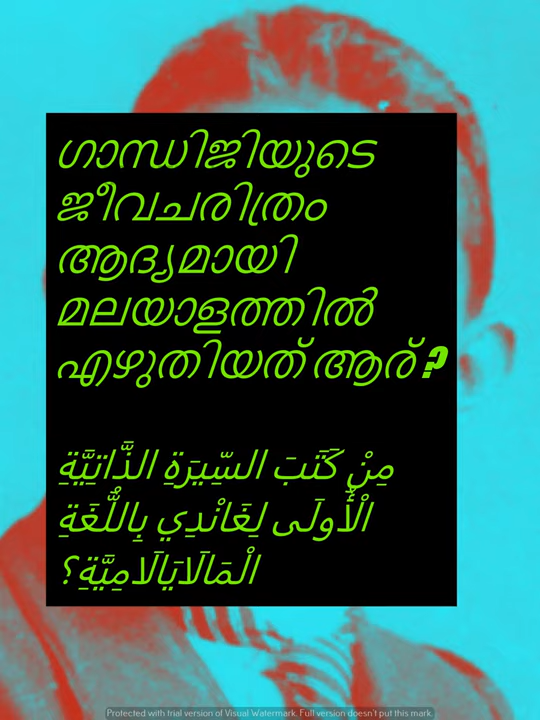 ഗാന്ധിജിയുടെ
ജീവചരിത്രം
ആദ്യമായി
മലയാളത്തിൽ
എഴുതിയത് ആര്?
مِنْ كَتَبَ السِّيرَةِ الذَّاتِيَّةِ
الْأُولَى لِغَانْدِي بِاللُّغَةِ
الْمَالَايَالَامِيَّةِ؟
Protected with trial version of Visual Watermark. Full version doesn't put this mark.